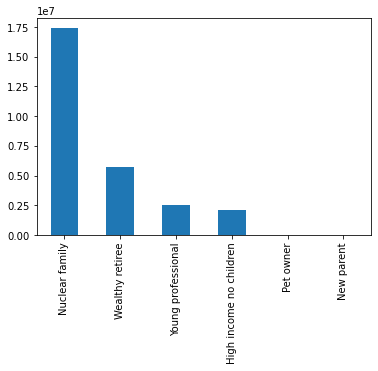 1e7
1.75
1.50
1.25
1.00
0.75
0.50
0.25
0.00
Nuclear family
Wealthy retiree
Young professional
High income no children
Pet owner
New parent